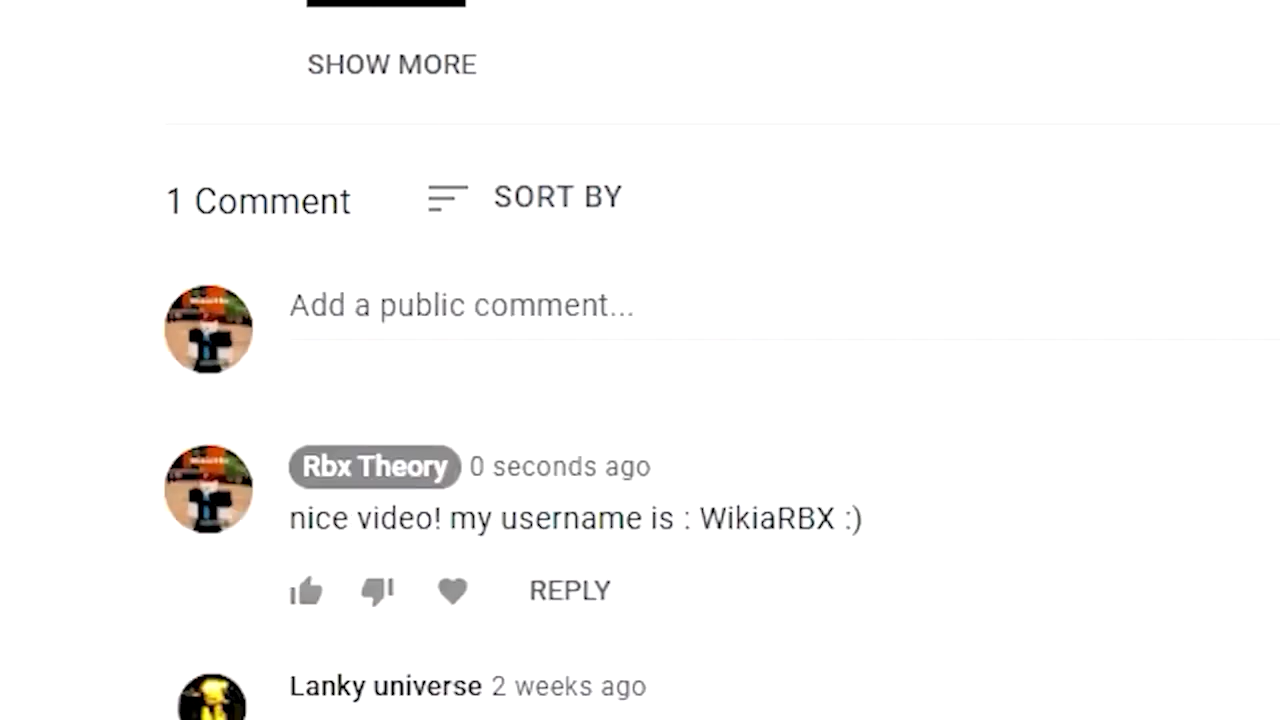 SHOW MORE
1 Comment
SORT BY
Add a public comment...
Rbx Theory 0 seconds ago
nice video! my username is : WikiaRBX :)
REPLY
Lanky universe 2 weeks ago